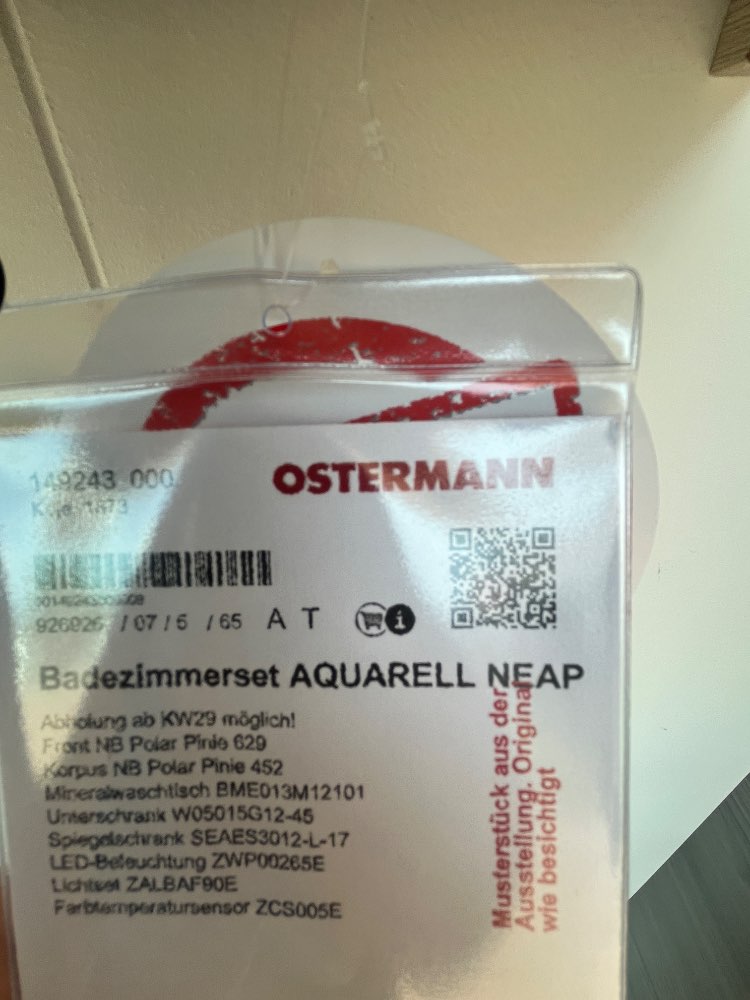 149243 000
OSTERMANN
/ 07 / 5 / 65 A T
Badezimmerset AQUARELL NEAP
Abholung ab KW29 möglich!
Front NB Polar Pinie 629
Korpus NB Polar Pinie 452
Mineralwaschtisch BME013M12101
Unterschrank W05015G12-45
Spiegelschrank SEAES3012-L-17
LED-Beleuchtung ZWP00265E
Lichtset ZALBAF90E
Farbtemperatursensor ZCS005E
Musterstück aus der
Ausstellung. Original
wie besichtigt